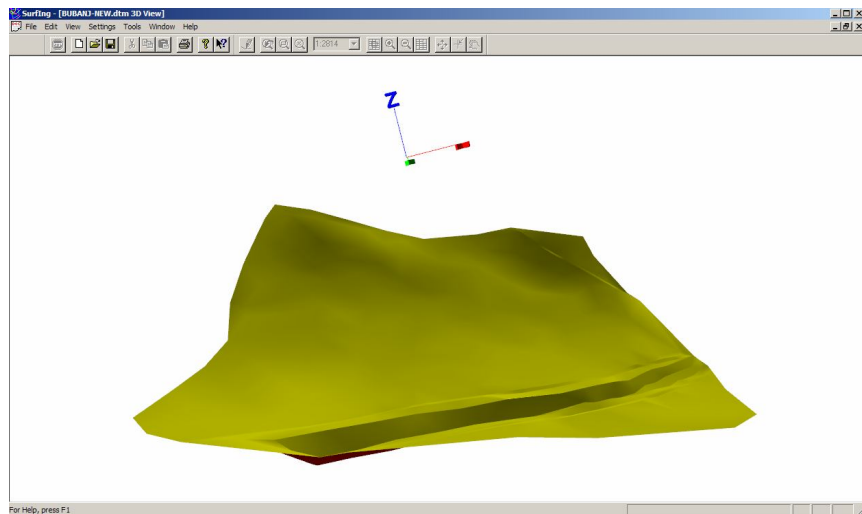 SurfIng - [BUBANJ-NEW.dtm 3D View]
File Edit View Settings Tools Window Help
1:2814
Z
For Help, press F1